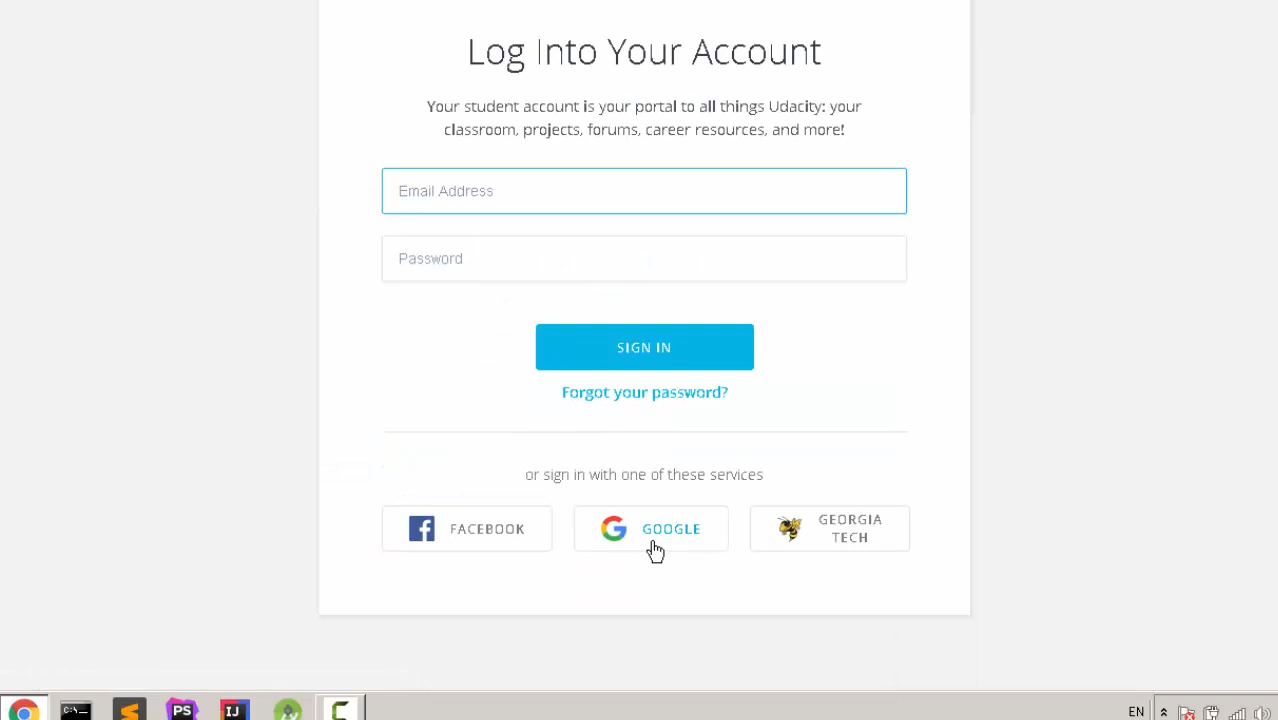 Log Into Your Account
Your student account is your portal to all things Udacity: your
classroom, projects, forums, career resources, and more!
Email Address
Password
SIGN IN
Forgot your password?
or sign in with one of these services
FACEBOOK
GOOGLE
GEORGIA
TECH
C:\.
PS
IJ
EN